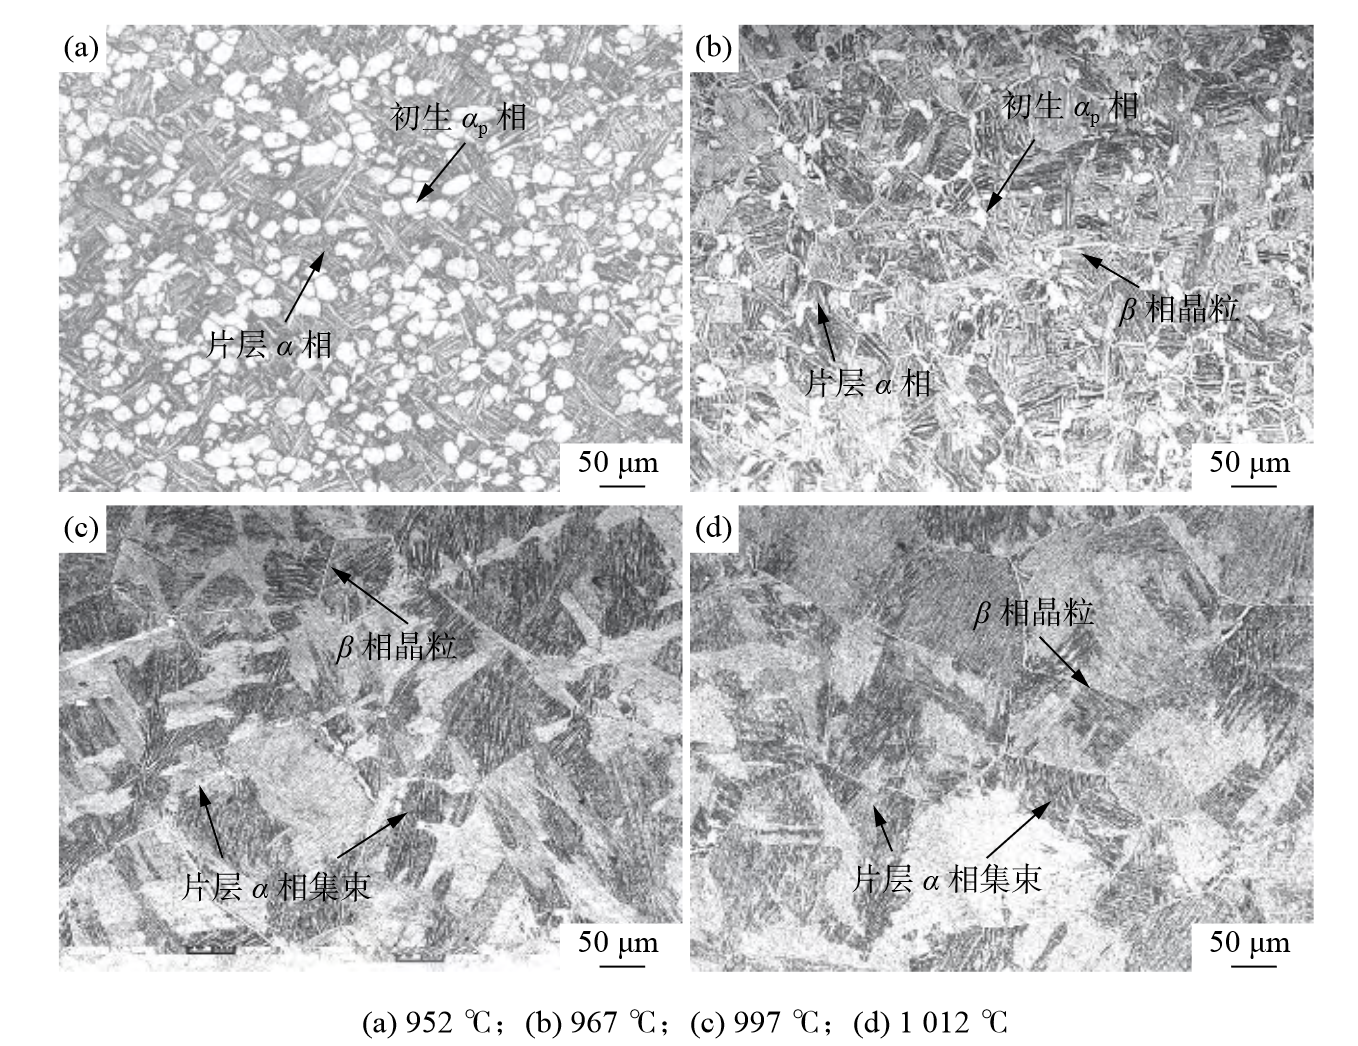 (a)
初生 αp 相
片层 α 相
50 μm
(b)
初生 αp 相
β 相晶粒
片层 α 相
50 μm
(c)
β 相晶粒
片层 α 相集束
50 μm
(d)
β 相晶粒
片层 α 相集束
50 μm
(a) 952 ℃；(b) 967 ℃；(c) 997 ℃；(d) 1 012 ℃